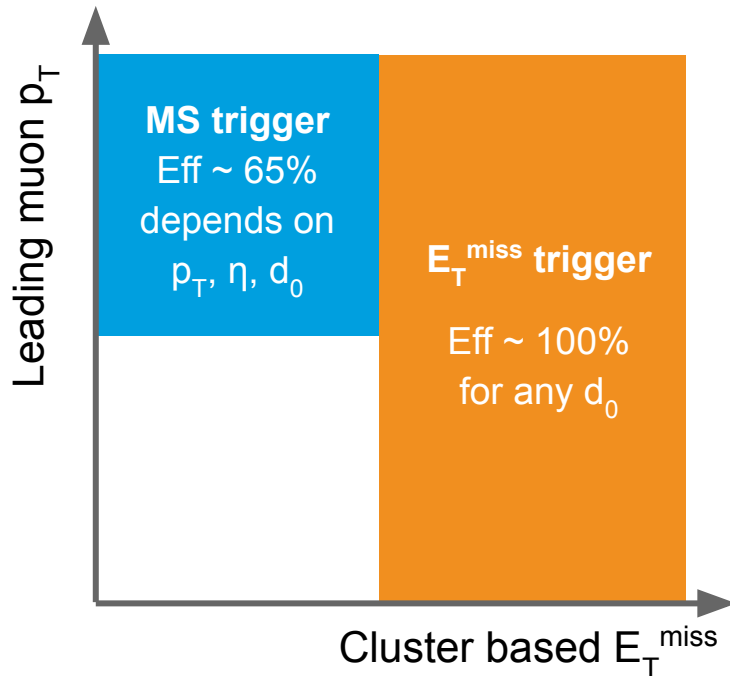 Leading muon p_T
MS trigger
Eff ~ 65%
depends on
p_T, η, d_0
E_T^miss trigger
Eff ~ 100%
for any d_0
Cluster based E_T^miss